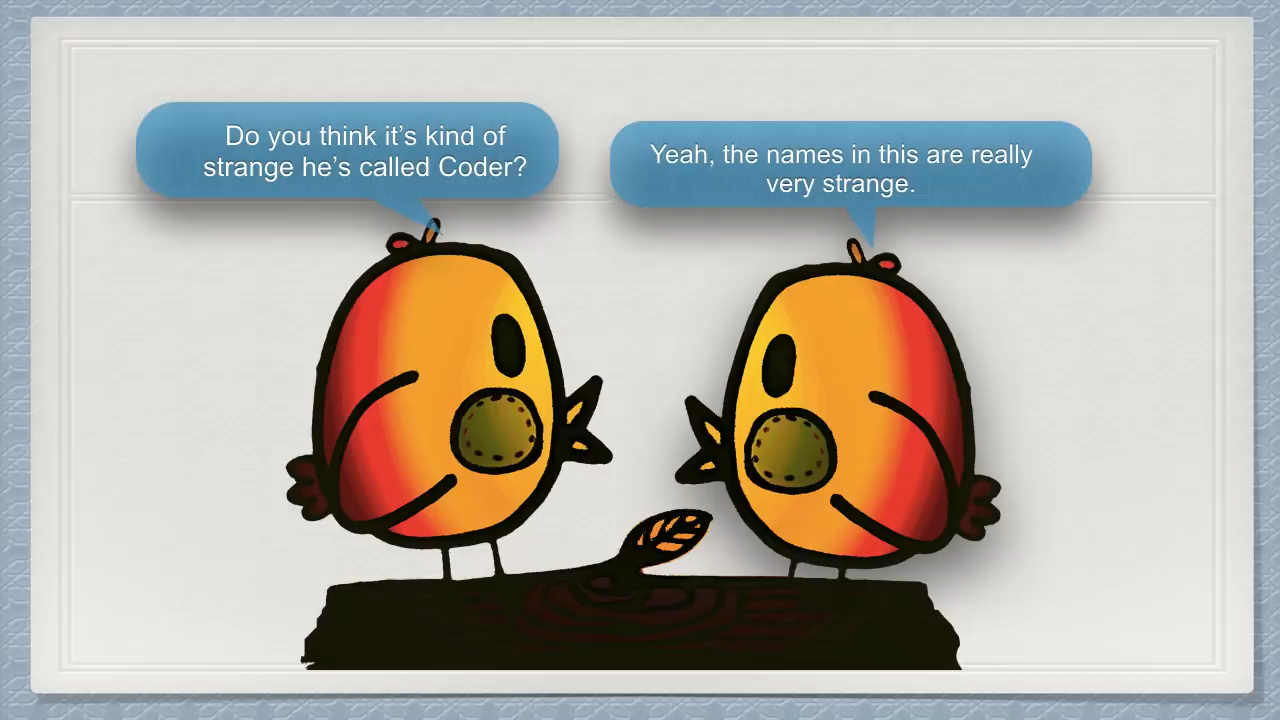 Do you think it’s kind of
strange he’s called Coder?
Yeah, the names in this are really
very strange.